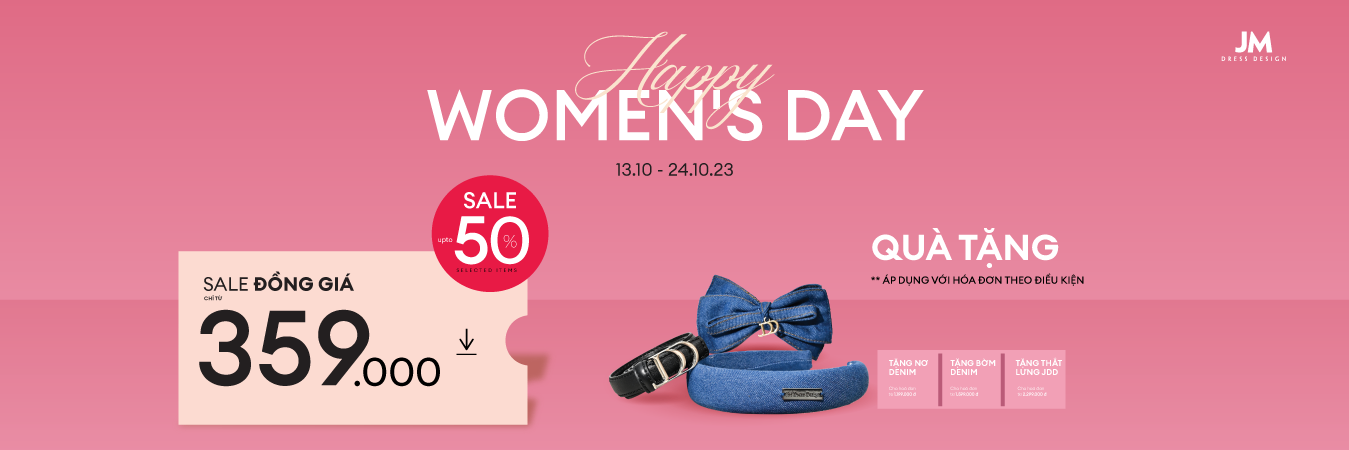 JM
DRESS DESIGN
Happy
WOMEN'S DAY
13.10 - 24.10.23
SALE
upto 50%
SELECTED ITEMS
SALE ĐỒNG GIÁ
CHỈ TỪ
359.000
QUÀ TẶNG
** ÁP DỤNG VỚI HÓA ĐƠN THEO ĐIỀU KIỆN
TẶNG NƠ
DENIM
TẶNG BỜM
DENIM
TẶNG THẮT
LƯNG JDD